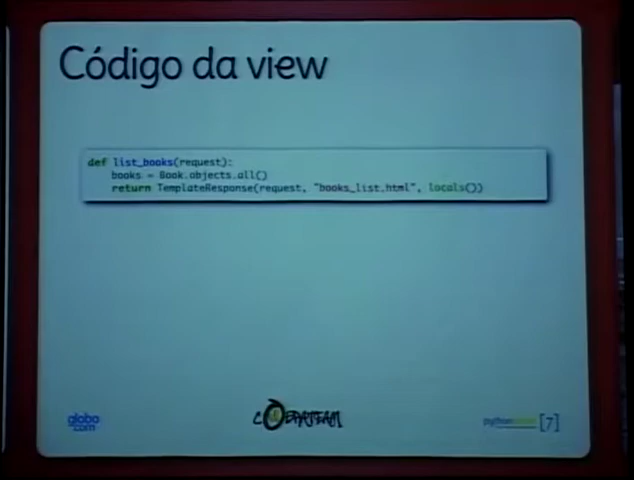 Código da view
def list_books(request):
books = Book.objects.all()
return TemplateResponse(request, "books_list.html", locals())
globo
com
python
[7]